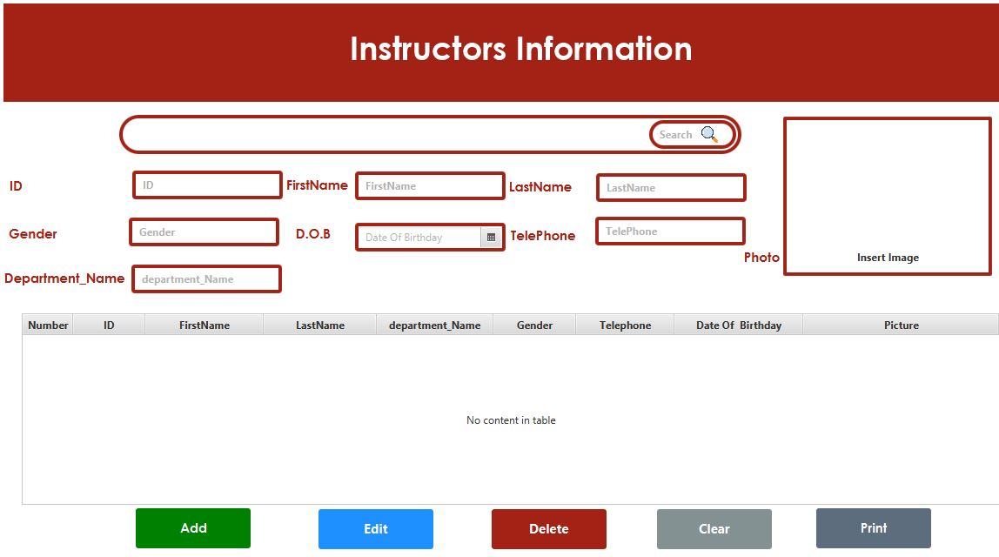 Instructors Information
Search
ID ID FirstName FirstName LastName LastName
Gender Gender D.O.B Date Of Birthday TelePhone TelePhone
Photo Insert Image
Department_Name department_Name
Number ID FirstName LastName department_Name Gender Telephone Date Of Birthday Picture
No content in table
Add Edit Delete Clear Print